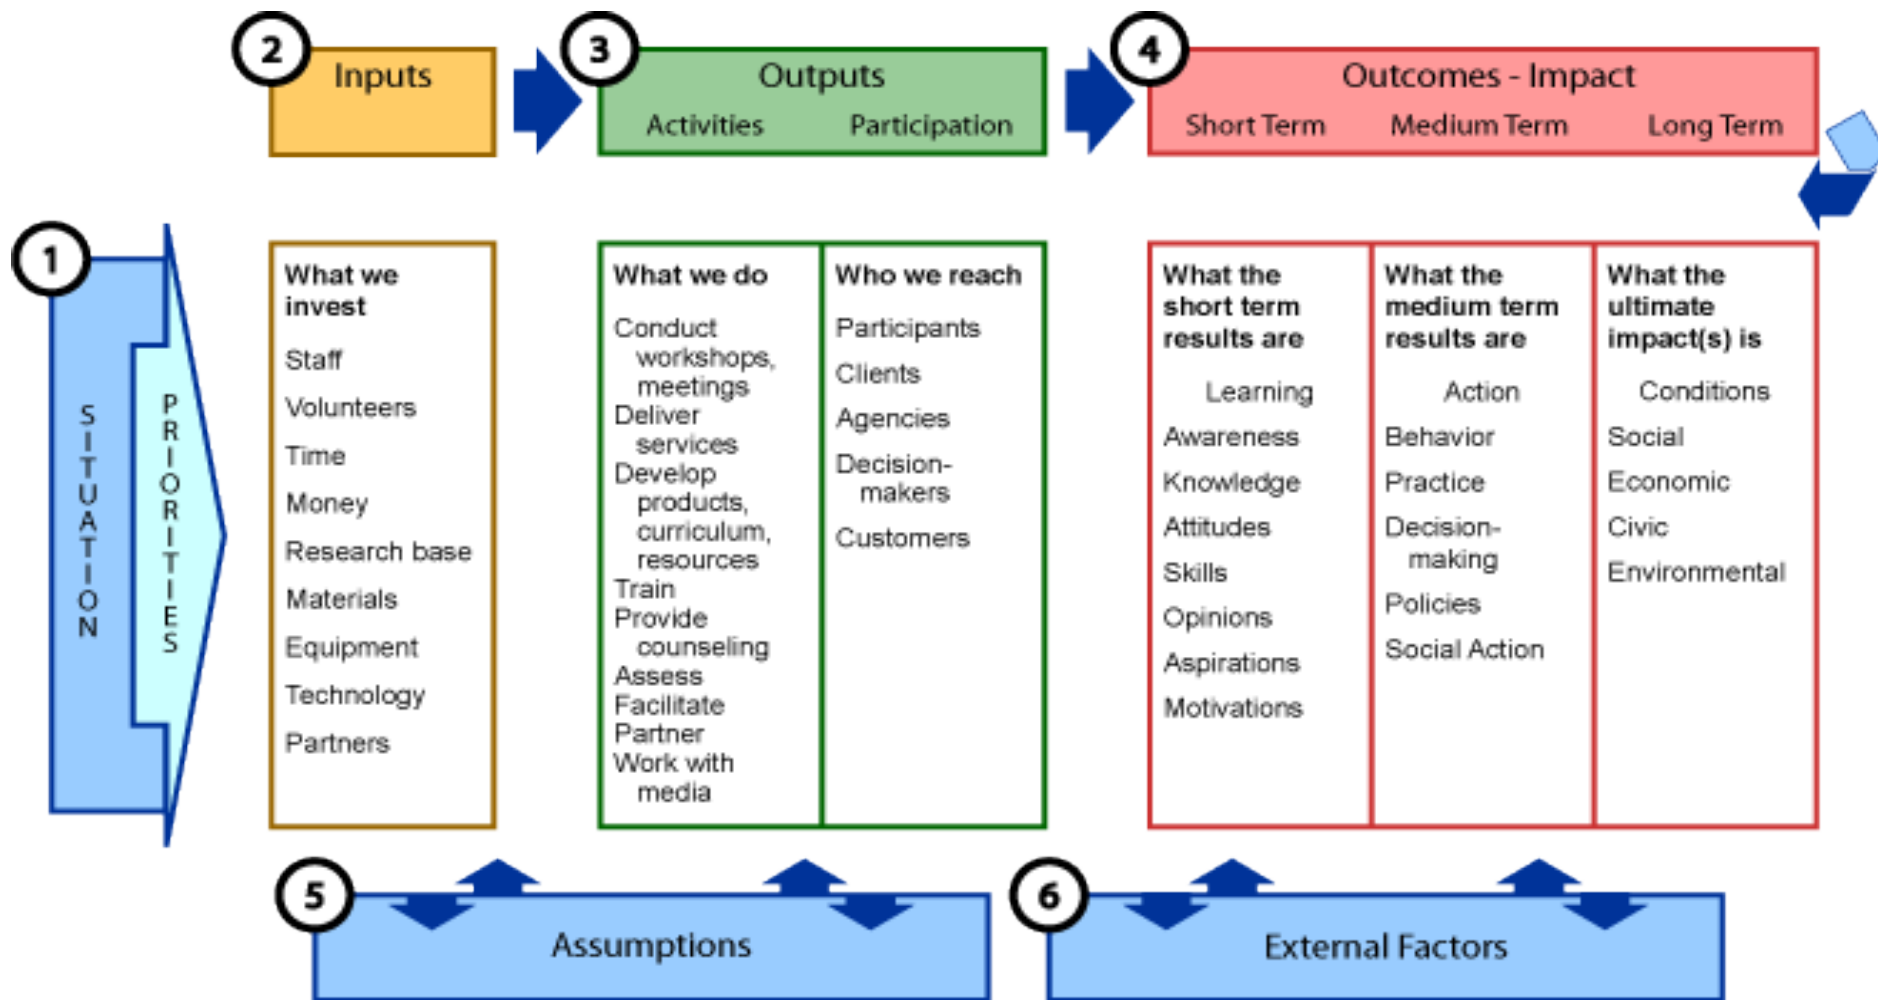 2
Inputs
3
Outputs
Activities
Participation
4
Outcomes - Impact
Short Term
Medium Term
Long Term
1
SITUATION
PRIORITIES
What we
invest
Staff
Volunteers
Time
Money
Research base
Materials
Equipment
Technology
Partners
What we do
Conduct
workshops,
meetings
Deliver
services
Develop
products,
curriculum,
resources
Train
Provide
counseling
Assess
Facilitate
Partner
Work with
media
Who we reach
Participants
Clients
Agencies
Decision-
makers
Customers
What the
short term
results are
Learning
Awareness
Knowledge
Attitudes
Skills
Opinions
Aspirations
Motivations
What the
medium term
results are
Action
Behavior
Practice
Decision-
making
Policies
Social Action
What the
ultimate
impact(s) is
Conditions
Social
Economic
Civic
Environmental
5
Assumptions
6
External Factors